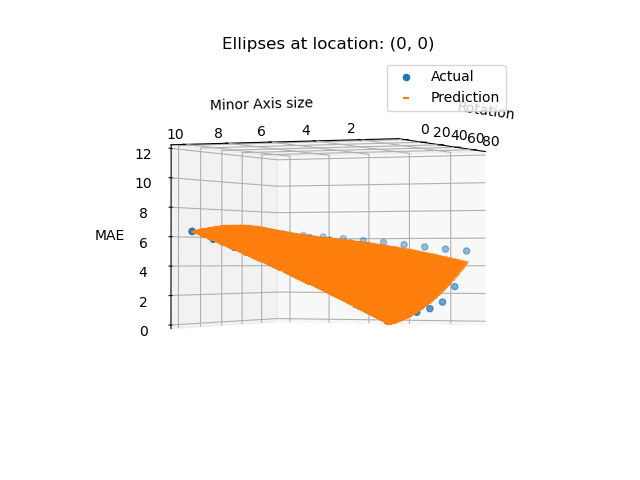 Ellipses at location: (0, 0)
Actual
Prediction
Minor Axis size
Rotation
10 8 6 4 2 0 20 40 60 80
MAE
12
10
8
6
4
2
0